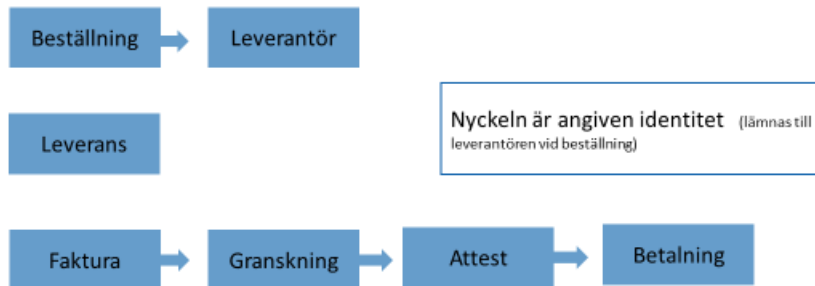 Beställning
Leverantör
Leverans
Nyckeln är angiven identitet (lämnas till
leverantören vid beställning)
Faktura
Granskning
Attest
Betalning